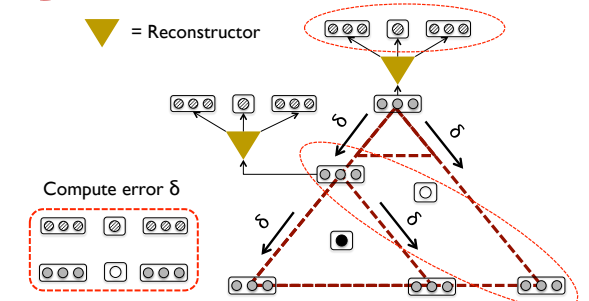 = Reconstructor
δ
δ
Compute error δ
δ
δ